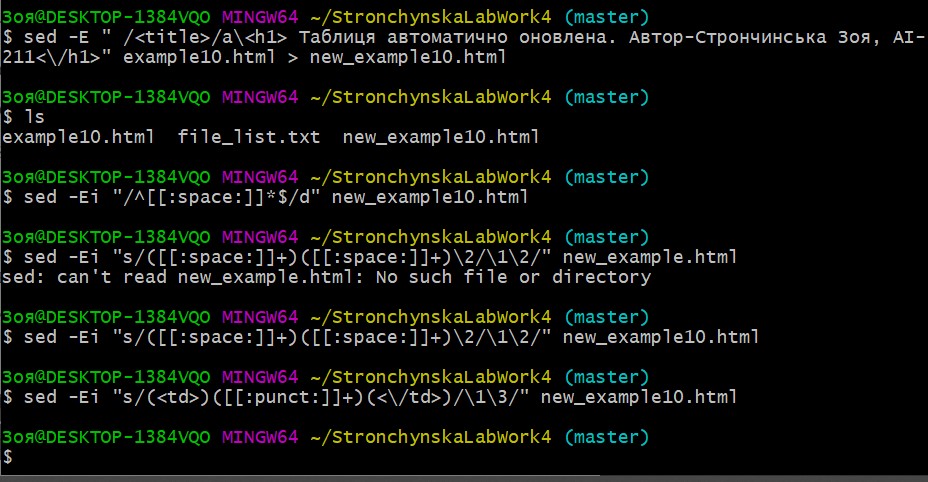 Зоя@DESKTOP-1384VQO MINGW64 ~/StronchynskaLabWork4 (master)
$ sed -E " /<title>/a\<h1> Таблиця автоматично оновлена. Автор-Стрончинська Зоя, АІ-
211<\/h1>" example10.html > new_example10.html
Зоя@DESKTOP-1384VQO MINGW64 ~/StronchynskaLabWork4 (master)
$ ls
example10.html  file_list.txt  new_example10.html
Зоя@DESKTOP-1384VQO MINGW64 ~/StronchynskaLabWork4 (master)
$ sed -Ei "/^[[:space:]]*$/d" new_example10.html
Зоя@DESKTOP-1384VQO MINGW64 ~/StronchynskaLabWork4 (master)
$ sed -Ei "s/([[:space:]]+)([[:space:]]+)\2/\1\2/" new_example.html
sed: can't read new_example.html: No such file or directory
Зоя@DESKTOP-1384VQO MINGW64 ~/StronchynskaLabWork4 (master)
$ sed -Ei "s/([[:space:]]+)([[:space:]]+)\2/\1\2/" new_example10.html
Зоя@DESKTOP-1384VQO MINGW64 ~/StronchynskaLabWork4 (master)
$ sed -Ei "s/(<td>)([[:punct:]]+)(<\/td>)/\1\3/" new_example10.html
Зоя@DESKTOP-1384VQO MINGW64 ~/StronchynskaLabWork4 (master)
$